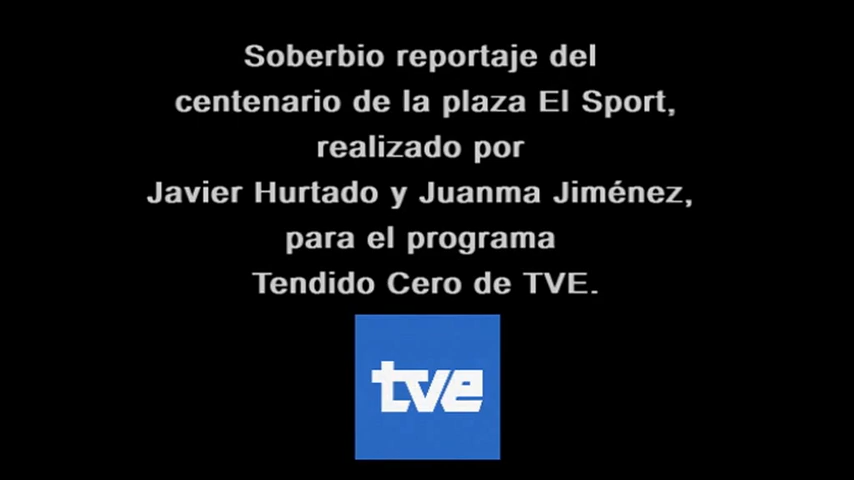 Soberbio reportaje del
centenario de la plaza El Sport,
realizado por
Javier Hurtado y Juanma Jiménez,
para el programa
Tendido Cero de TVE.
tve